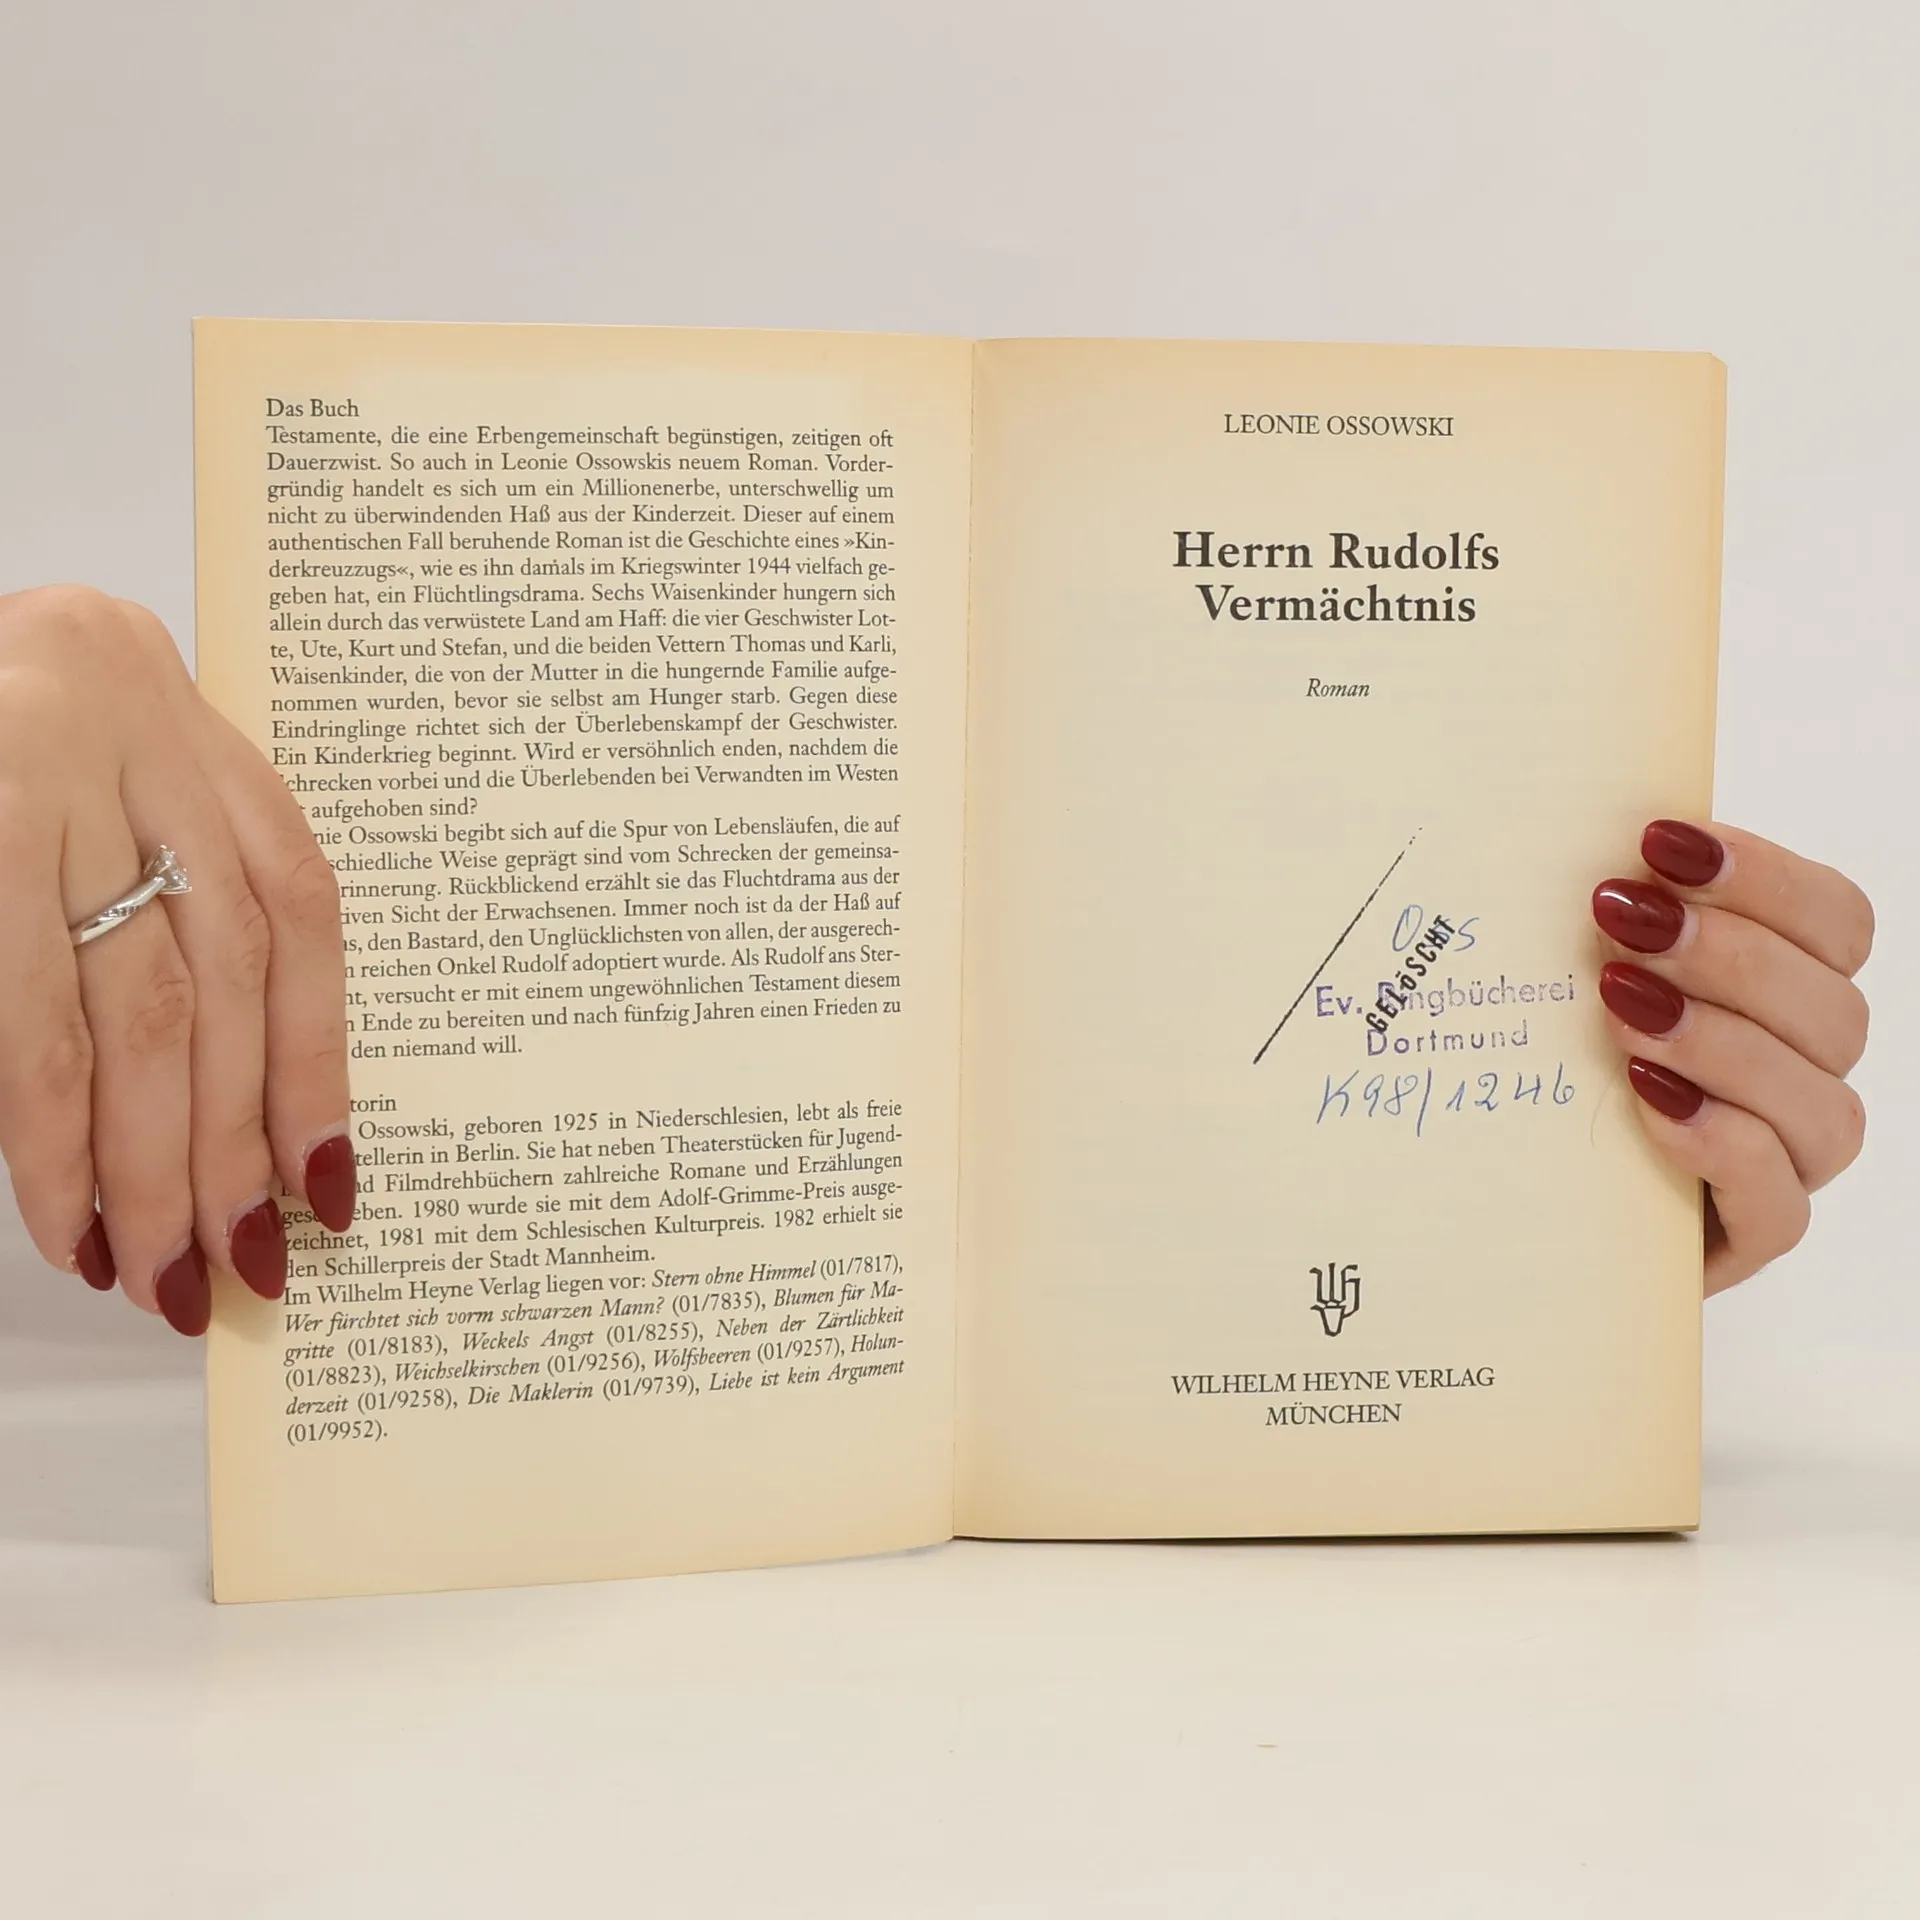 Das Buch
Testamente, die eine Erbengemeinschaft begünstigen, zeitigen oft
Dauerzwist. So auch in Leonie Ossowskis neuem Roman. Vorder-
gründig handelt es sich um ein Millionenerbe, unterschwellig um
nicht zu überwindenden Haß aus der Kinderzeit. Dieser auf einem
authentischen Fall beruhende Roman ist die Geschichte eines »Kin-
derkreuzzugs«, wie es ihn damals im Kriegswinter 1944 vielfach ge-
geben hat, ein Flüchtlingsdrama. Sechs Waisenkinder hungern sich
allein durch das verwüstete Land am Haff: die vier Geschwister Lot-
te, Ute, Kurt und Stefan, und die beiden Vettern Thomas und Karli,
Waisenkinder, die von der Mutter in die hungernde Familie aufge-
nommen wurden, bevor sie selbst am Hunger starb. Gegen diese
Eindringlinge richtet sich der Überlebenskampf der Geschwister.
Ein Kinderkrieg beginnt. Wird er versöhnlich enden, nachdem die
chrecken vorbei und die Überlebenden bei Verwandten im Westen
aufgehoben sind?
nie Ossowski begibt sich auf die Spur von Lebensläufen, die auf
schiedliche Weise geprägt sind vom Schrecken der gemeinsa-
rinnerung. Rückblickend erzählt sie das Fluchtdrama aus der
tiven Sicht der Erwachsenen. Immer noch ist da der Haß auf
as, den Bastard, den Unglücklichsten von allen, der ausgerech-
n reichen Onkel Rudolf adoptiert wurde. Als Rudolf ans Ster-
ht, versucht er mit einem ungewöhnlichen Testament diesem
n Ende zu bereiten und nach fünfzig Jahren einen Frieden zu
den niemand will.
torin
Ossowski, geboren 1925 in Niederschlesien, lebt als freie
tellerin in Berlin. Sie hat neben Theaterstücken für Jugend-
nd Filmdrehbüchern zahlreiche Romane und Erzählungen
ges eben. 1980 wurde sie mit dem Adolf-Grimme-Preis ausge-
zeichnet, 1981 mit dem Schlesischen Kulturpreis. 1982 erhielt sie
den Schillerpreis der Stadt Mannheim.
Im Wilhelm Heyne Verlag liegen vor: Stern ohne Himmel (01/7817),
Wer fürchtet sich vorm schwarzen Mann? (01/7835), Blumen für Ma-
gritte (01/8183), Weckels Angst (01/8255), Neben der Zärtlichkeit
(01/8823), Weichselkirschen (01/9256), Wolfsbeeren (01/9257), Holun-
derzeit (01/9258), Die Maklerin (01/9739), Liebe ist kein Argument
(01/9952).
LEONIE OSSOWSKI
Herrn Rudolfs
Vermächtnis
Roman
GELÖSCHT
Ev. Ringbücherei
Dortmund
K98/1246
WILHELM HEYNE VERLAG
MÜNCHEN